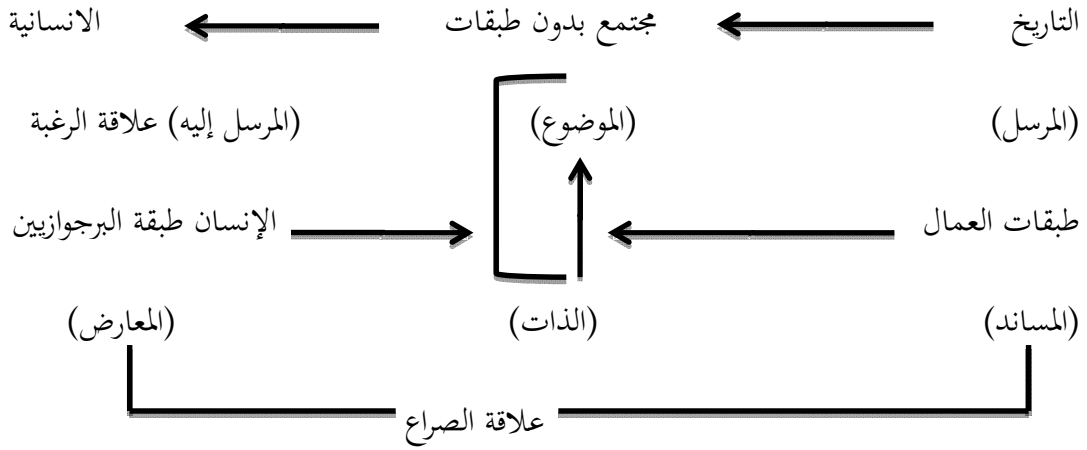 التاريخ مجتمع بدون طبقات الانسانية
(المرسل) (الموضوع) (المرسل إليه) علاقة الرغبة
طبقات العمال الإنسان طبقة البرجوازيين
(المساند) (الذات) (المعارض)
علاقة الصراع